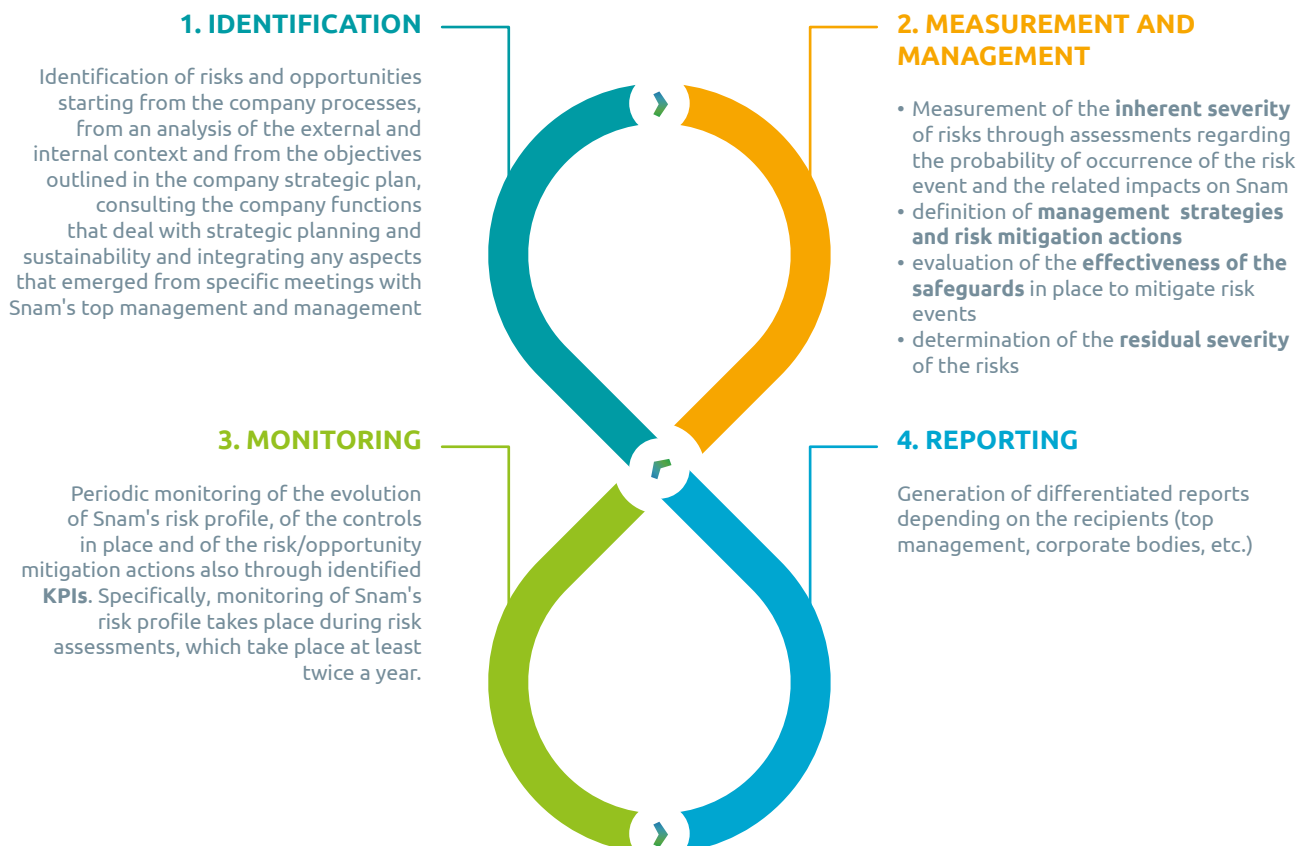 1. IDENTIFICATION
Identification of risks and opportunities
starting from the company processes,
from an analysis of the external and
internal context and from the objectives
outlined in the company strategic plan,
consulting the company functions
that deal with strategic planning and
sustainability and integrating any aspects
that emerged from specific meetings with
Snam's top management and management
2. MEASUREMENT AND
MANAGEMENT
• Measurement of the inherent severity
of risks through assessments regarding
the probability of occurrence of the risk
event and the related impacts on Snam
• definition of management strategies
and risk mitigation actions
• evaluation of the effectiveness of the
safeguards in place to mitigate risk
events
• determination of the residual severity
of the risks
3. MONITORING
Periodic monitoring of the evolution
of Snam's risk profile, of the controls
in place and of the risk/opportunity
mitigation actions also through identified
KPIs. Specifically, monitoring of Snam's
risk profile takes place during risk
assessments, which take place at least
twice a year.
4. REPORTING
Generation of differentiated reports
depending on the recipients (top
management, corporate bodies, etc.)